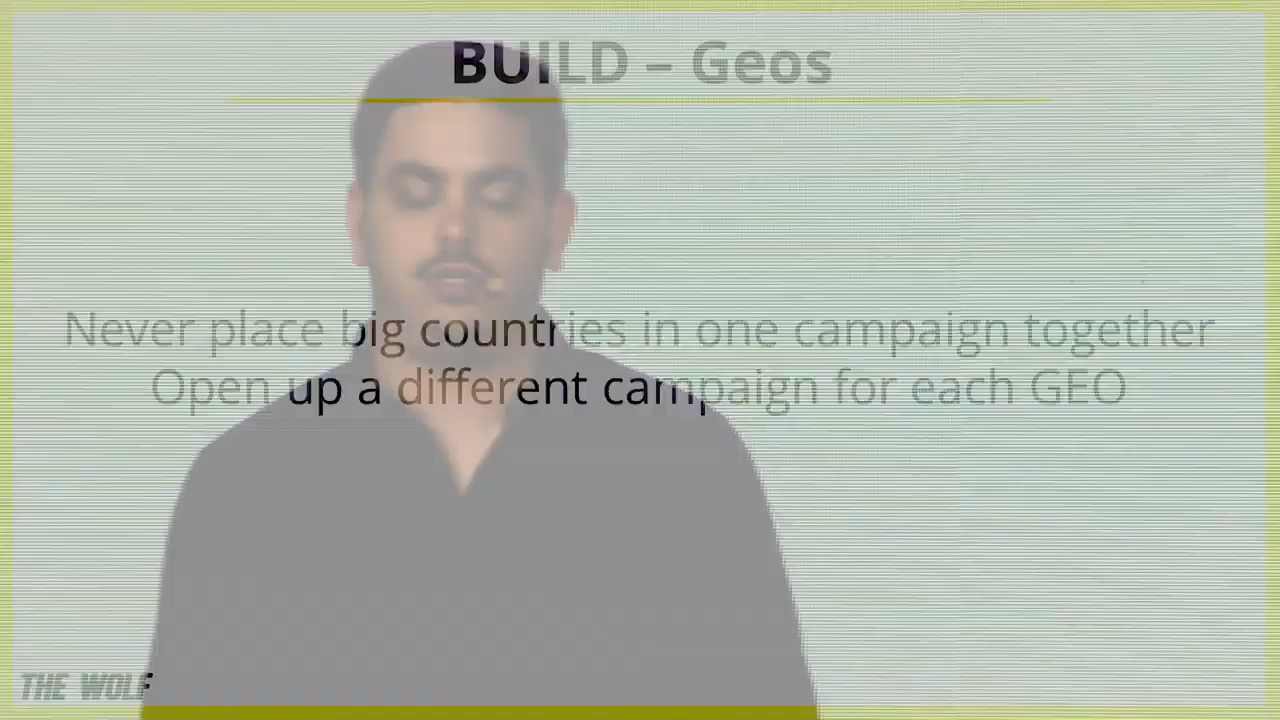 BUILD – Geos
Never place big countries in one campaign together
Open up a different campaign for each GEO
THE WOLF